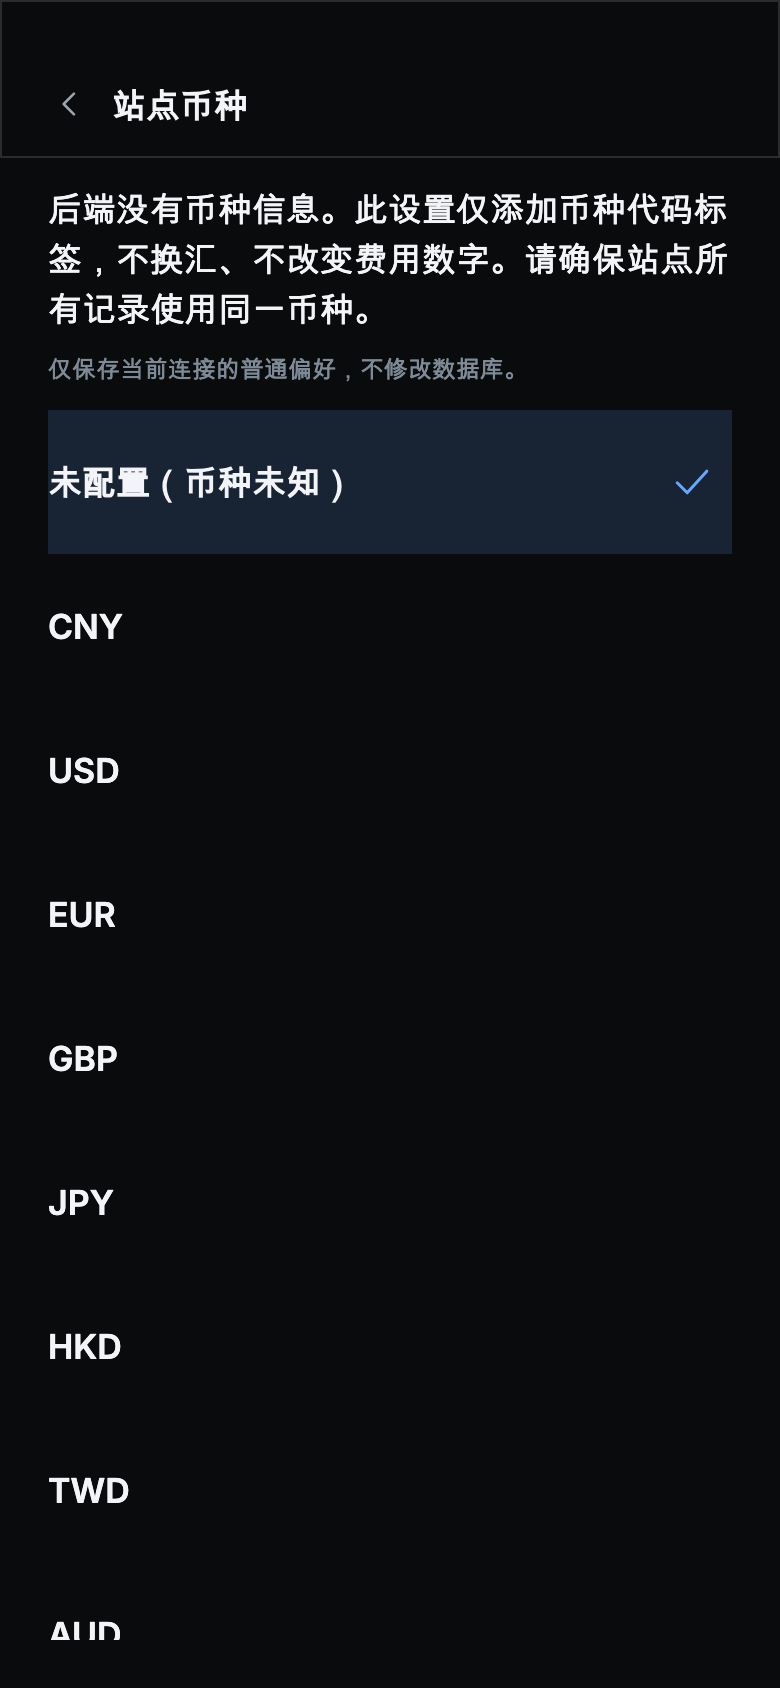 站点币种
后端没有币种信息。此设置仅添加币种代码标
签，不换汇、不改变费用数字。请确保站点所
有记录使用同一币种。
仅保存当前连接的普通偏好，不修改数据库。
未配置（币种未知）
CNY
USD
EUR
GBP
JPY
HKD
TWD
AUD